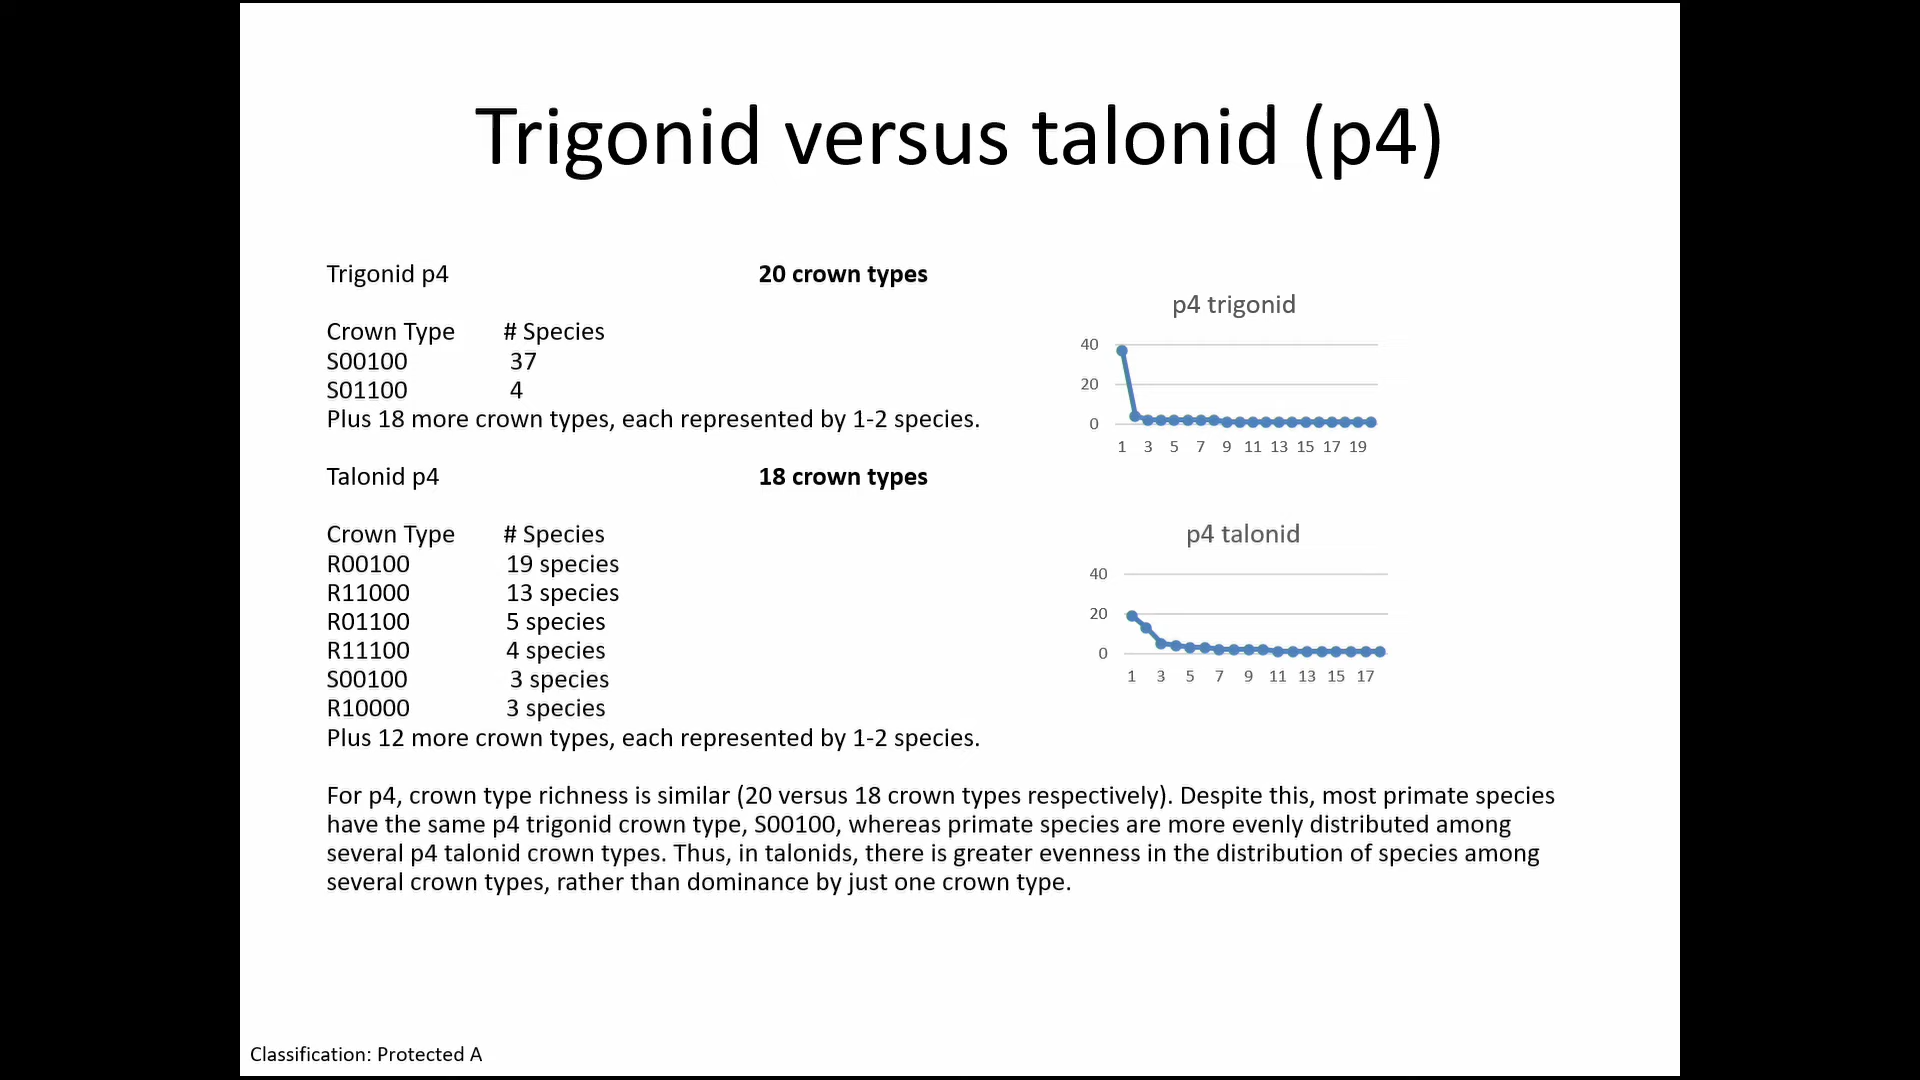 Trigonid versus talonid (p4)
Trigonid p4 20 crown types
Crown Type # Species
S00100 37
S01100 4
Plus 18 more crown types, each represented by 1-2 species.
p4 trigonid
40
20
0
1 3 5 7 9 11 13 15 17 19
Talonid p4 18 crown types
Crown Type # Species
R00100 19 species
R11000 13 species
R01100 5 species
R11100 4 species
S00100 3 species
R10000 3 species
Plus 12 more crown types, each represented by 1-2 species.
p4 talonid
40
20
0
1 3 5 7 9 11 13 15 17
For p4, crown type richness is similar (20 versus 18 crown types respectively). Despite this, most primate species
have the same p4 trigonid crown type, S00100, whereas primate species are more evenly distributed among
several p4 talonid crown types. Thus, in talonids, there is greater evenness in the distribution of species among
several crown types, rather than dominance by just one crown type.
Classification: Protected A